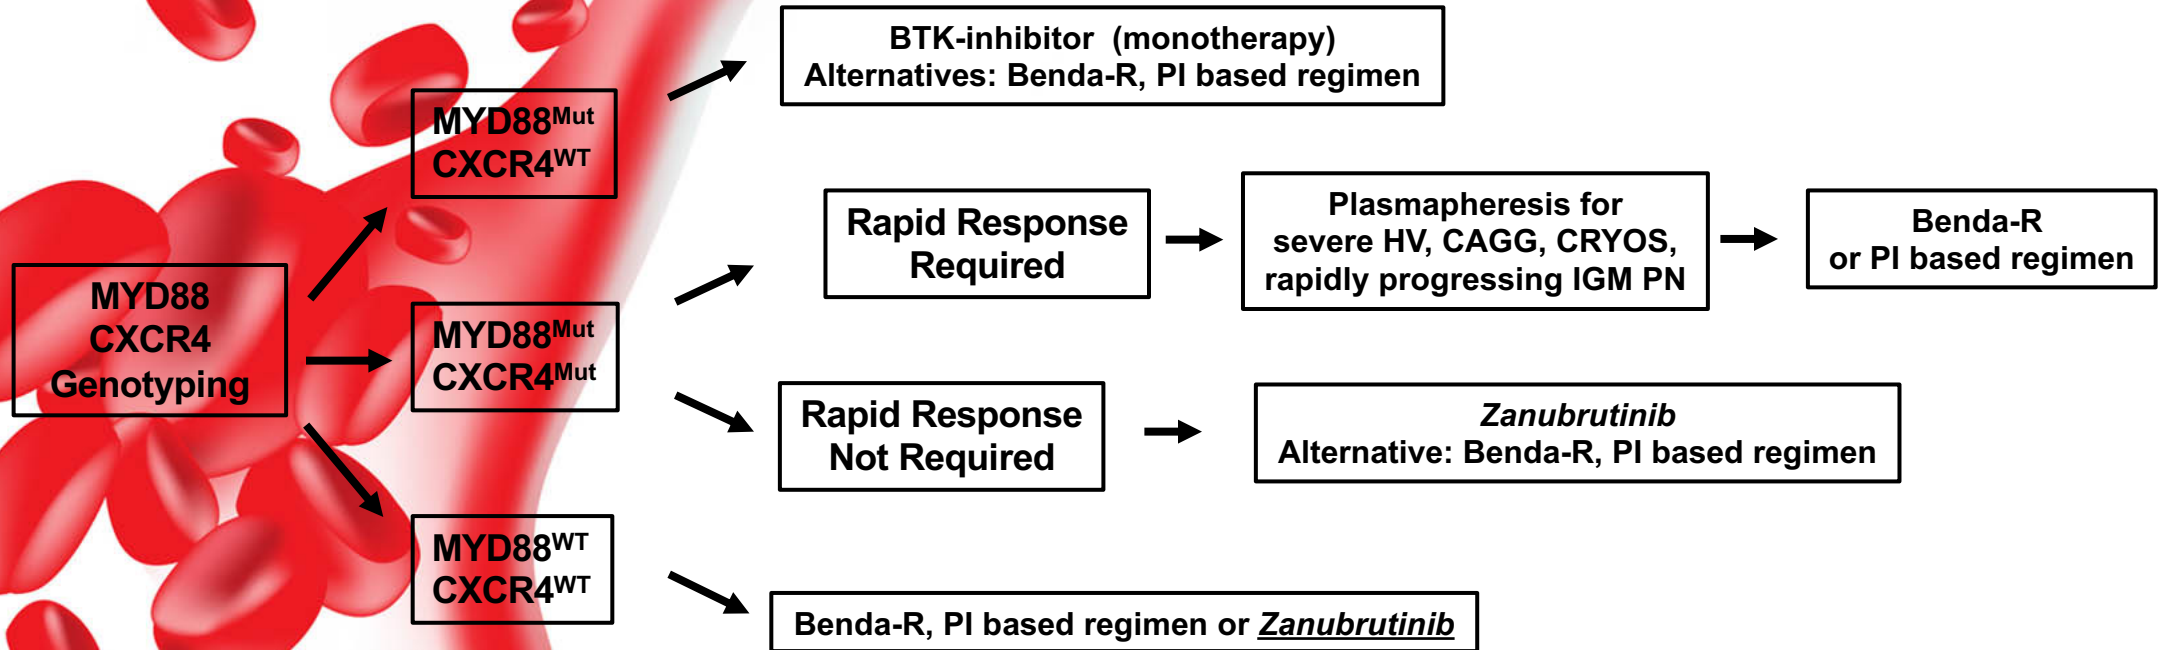 MYD88
CXCR4
Genotyping
MYD88Mut
CXCR4WT
BTK-inhibitor (monotherapy)
Alternatives: Benda-R, PI based regimen
MYD88Mut
CXCR4Mut
Rapid Response
Required
Plasmapheresis for
severe HV, CAGG, CRYOS,
rapidly progressing IGM PN
Benda-R
or PI based regimen
Rapid Response
Not Required
Zanubrutinib
Alternative: Benda-R, PI based regimen
MYD88WT
CXCR4WT
Benda-R, PI based regimen or Zanubrutinib